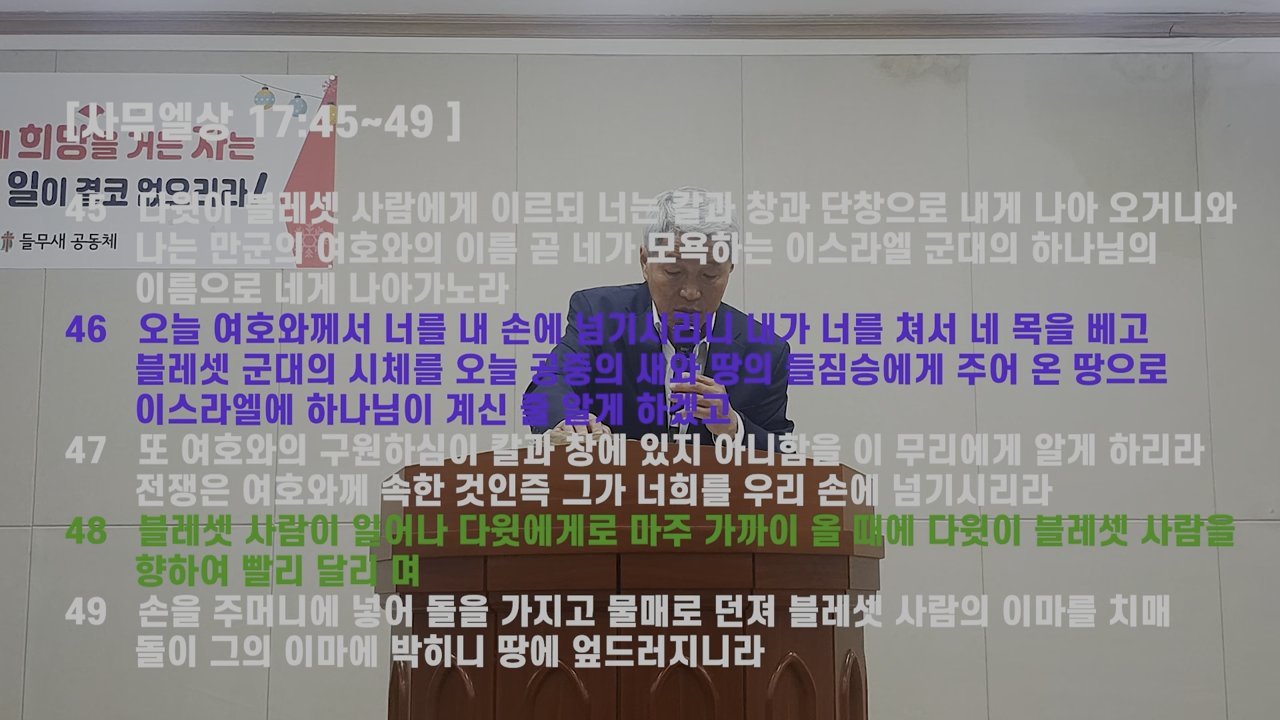 [사무엘상 17:45~49 ]
희망을 거는 자는
일이 결코 없으리라!
들무새 공동체
45 다윗이 블레셋 사람에게 이르되 너는 칼과 창과 단창으로 내게 나아 오거니와
나는 만군의 여호와의 이름 곧 네가 모욕하는 이스라엘 군대의 하나님의
이름으로 네게 나아가노라
46 오늘 여호와께서 너를 내 손에 넘기시리니 내가 너를 쳐서 네 목을 베고
블레셋 군대의 시체를 오늘 공중의 새와 땅의 들짐승에게 주어 온 땅으로
이스라엘에 하나님이 계신 줄 알게 하겠고
47 또 여호와의 구원하심이 칼과 창에 있지 아니함을 이 무리에게 알게 하리라
전쟁은 여호와께 속한 것인즉 그가 너희를 우리 손에 넘기시리라
48 블레셋 사람이 일어나 다윗에게로 마주 가까이 올 때에 다윗이 블레셋 사람을
향하여 빨리 달리 며
49 손을 주머니에 넣어 돌을 가지고 물매로 던져 블레셋 사람의 이마를 치매
돌이 그의 이마에 박히니 땅에 엎드러지니라